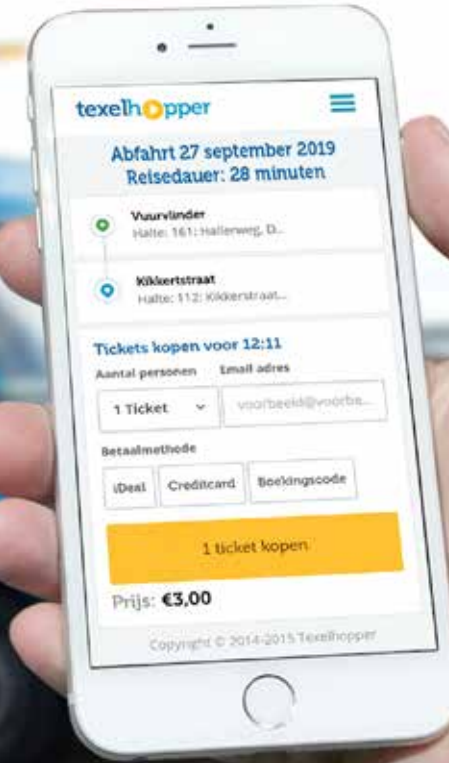 texelhopper
Abfahrt 27 september 2019
Reisedauer: 28 minuten
Vuurvlinder
Halte: 161: Hallerweg, D...
Kikkertstraat
Halte: 112: Kikkerstraat...
Tickets kopen voor 12:11
Aantal personen Email adres
1 Ticket voorbeeld@voorbe...
Betaalmethode
iDeal Creditcard Boekingscode
1 ticket kopen
Prijs: €3,00
Copyright © 2014-2015 Texelhopper